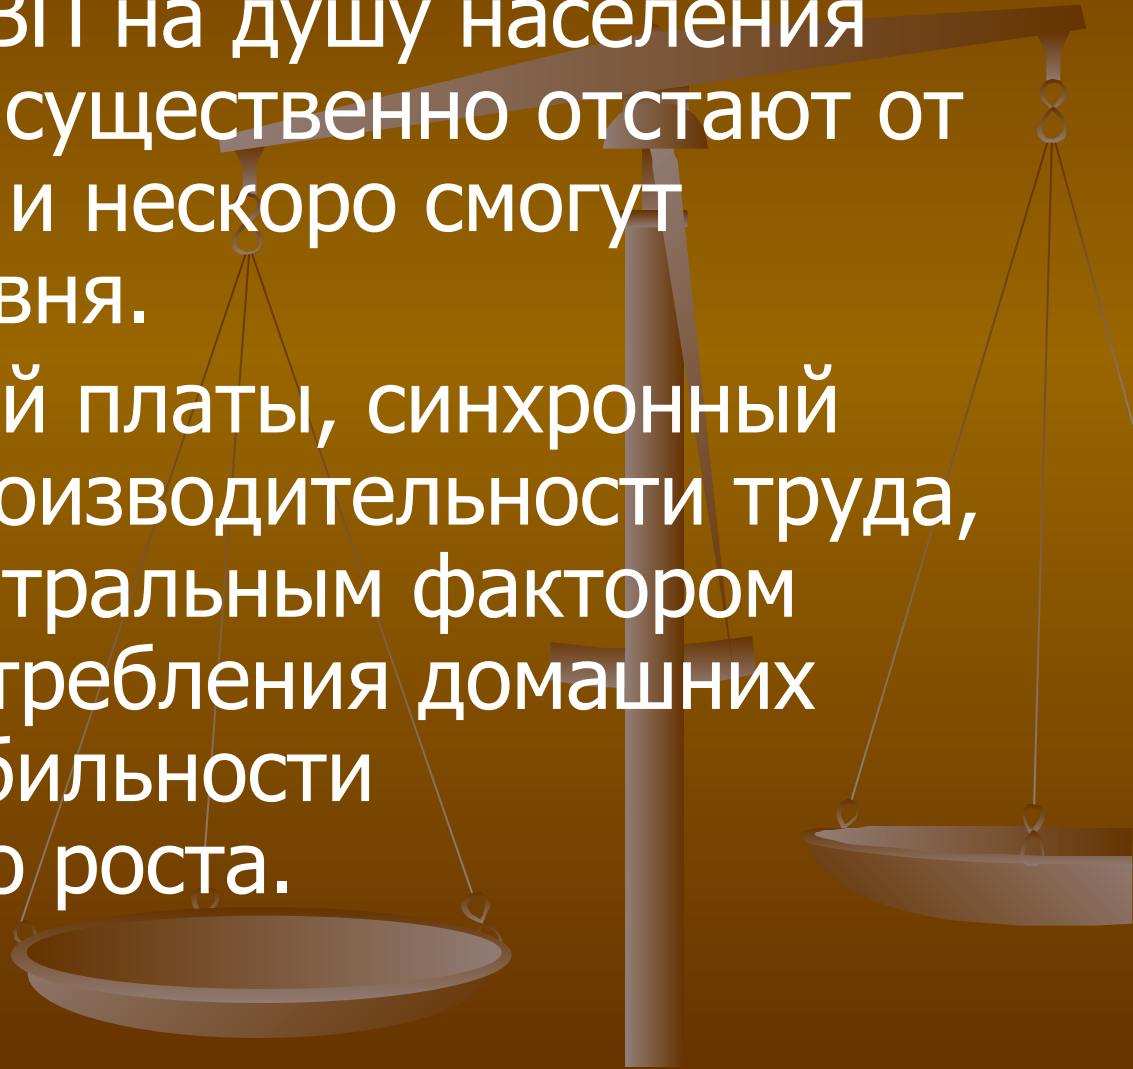 ВП на душу населения
существенно отстают от
и нескоро смогут
вня.
й платы, синхронный
оизводительности труда,
тральным фактором
требления домашних
бильности
о роста.